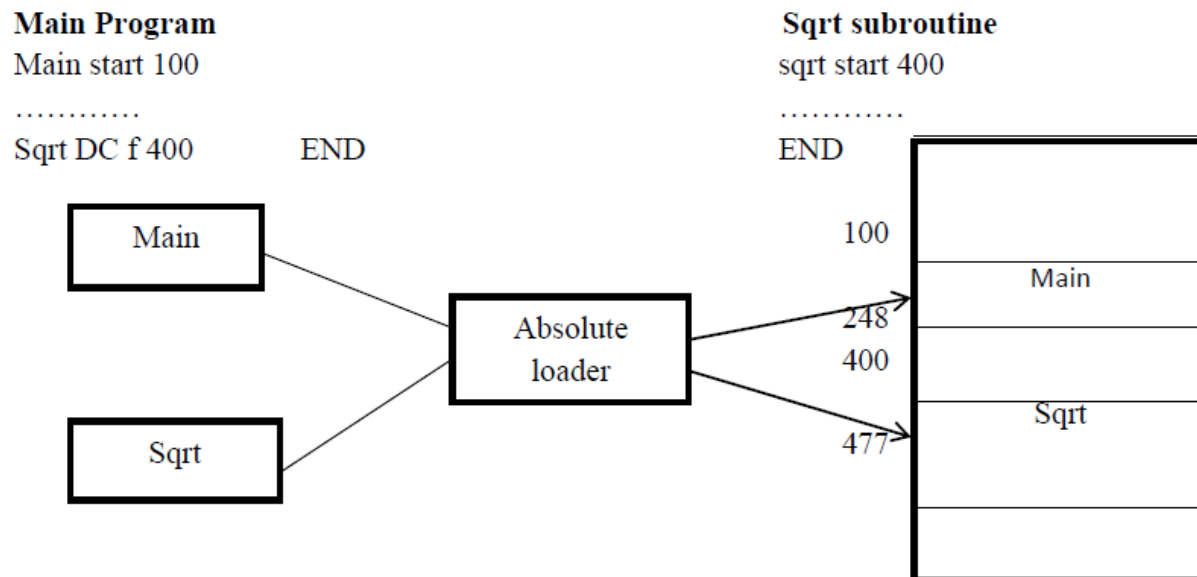 Main Program
Main start 100
…………
Sqrt DC f 400 END
Sqrt subroutine
sqrt start 400
…………
END
Main
Sqrt
Absolute
loader
100
Main
248
400
Sqrt
477